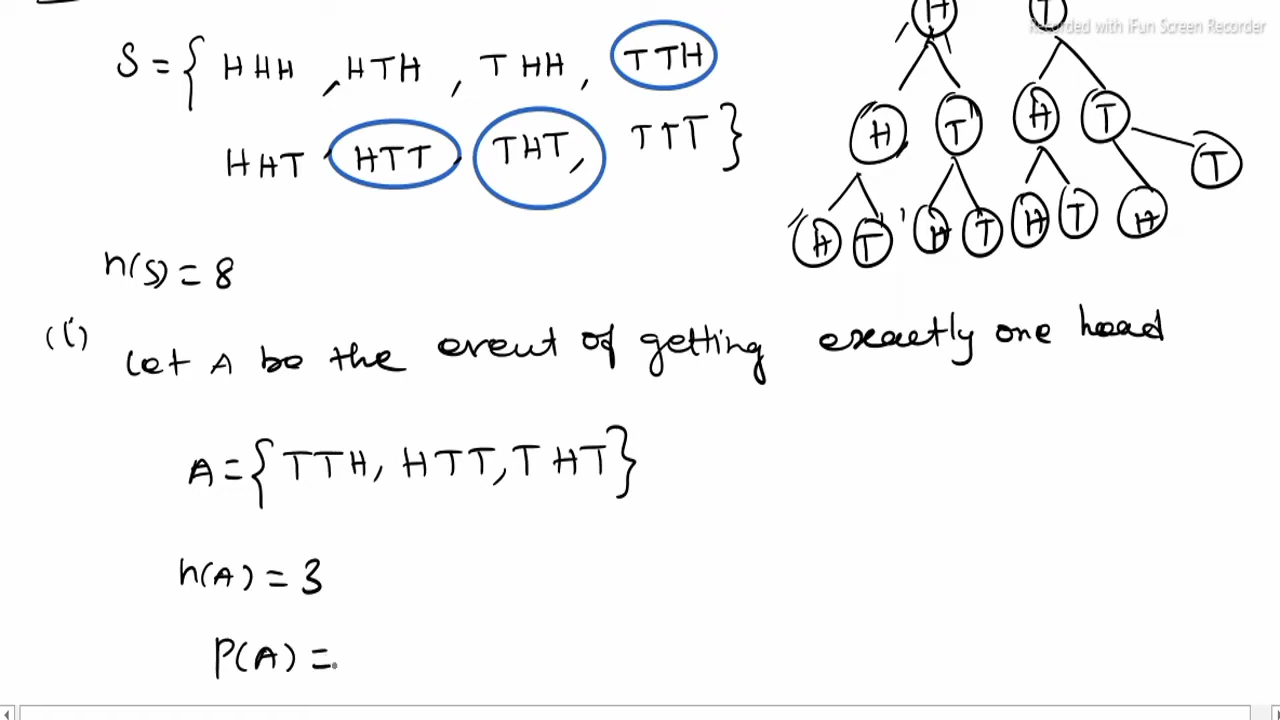 H T
Recorded with iFun Screen Recorder
S = { HHH , HTH , THH , TTH
HHT , HTT , THT , TTT }
H T H T
T
H T H T H T H
n(S) = 8
(i)
Let A be the event of getting exactly one head
A = { TTH, HTT, THT }
n(A) = 3
P(A) =